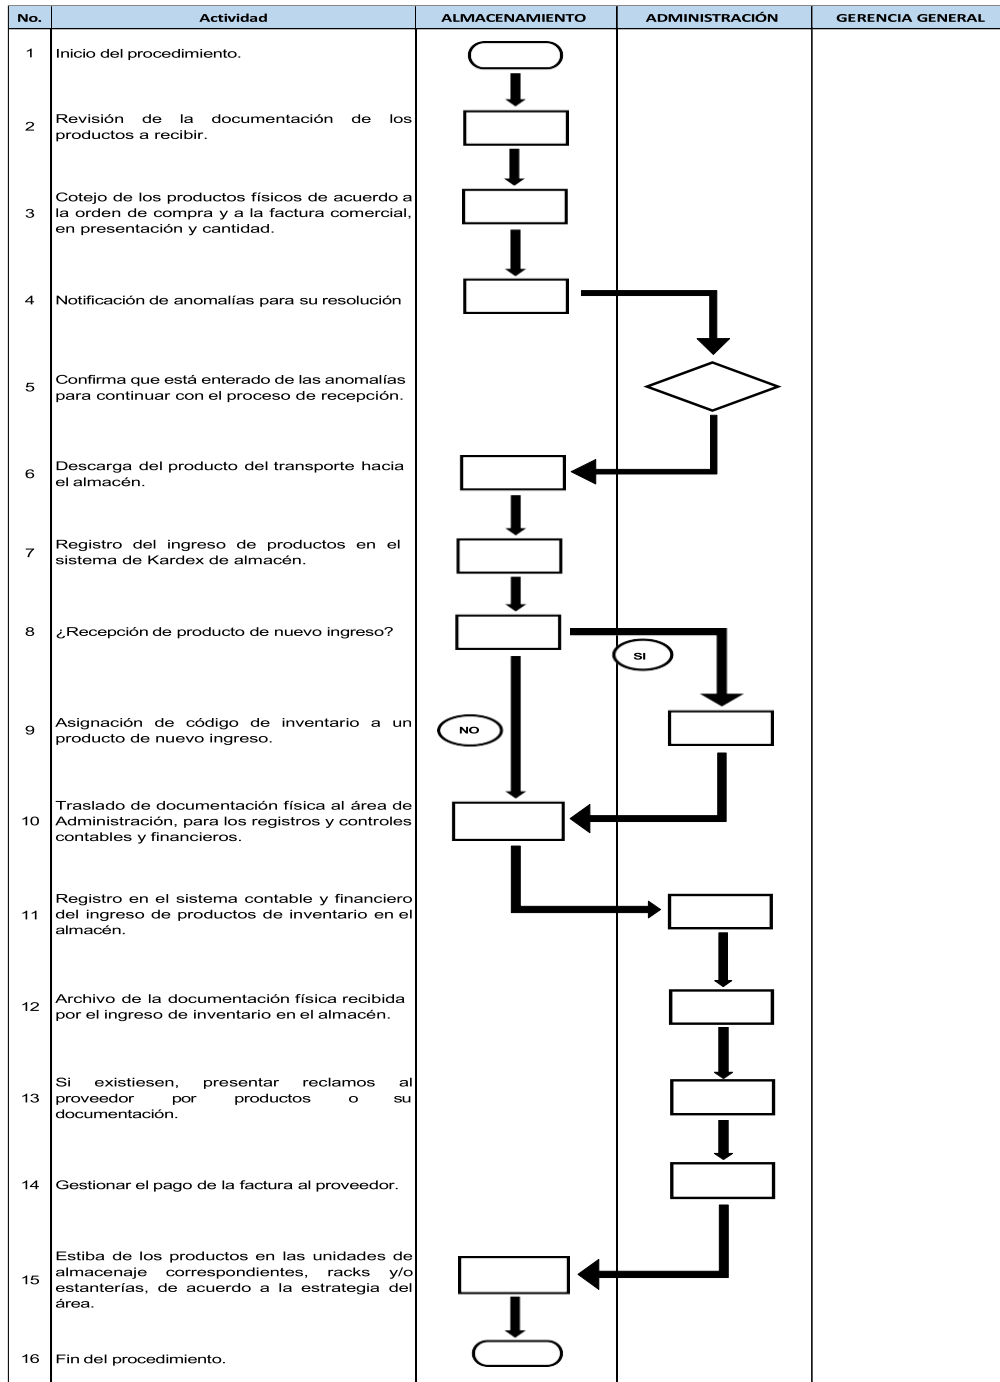 No. Actividad ALMACENAMIENTO ADMINISTRACIÓN GERENCIA GENERAL
1 Inicio del procedimiento.
2 Revisión de la documentación de los
productos a recibir.
3 Cotejo de los productos físicos de acuerdo a
la orden de compra y a la factura comercial,
en presentación y cantidad.
4 Notificación de anomalías para su resolución
5 Confirma que está enterado de las anomalías
para continuar con el proceso de recepción.
6 Descarga del producto del transporte hacia
el almacén.
7 Registro del ingreso de productos en el
sistema de Kardex de almacén.
8 ¿Recepción de producto de nuevo ingreso?
SI
9 Asignación de código de inventario a un
producto de nuevo ingreso.
NO
10 Traslado de documentación física al área de
Administración, para los registros y controles
contables y financieros.
11 Registro en el sistema contable y financiero
del ingreso de productos de inventario en el
almacén.
12 Archivo de la documentación física recibida
por el ingreso de inventario en el almacén.
13 Si existiesen, presentar reclamos al
proveedor por productos o su
documentación.
14 Gestionar el pago de la factura al proveedor.
15 Estiba de los productos en las unidades de
almacenaje correspondientes, racks y/o
estanterías, de acuerdo a la estrategia del
área.
16 Fin del procedimiento.